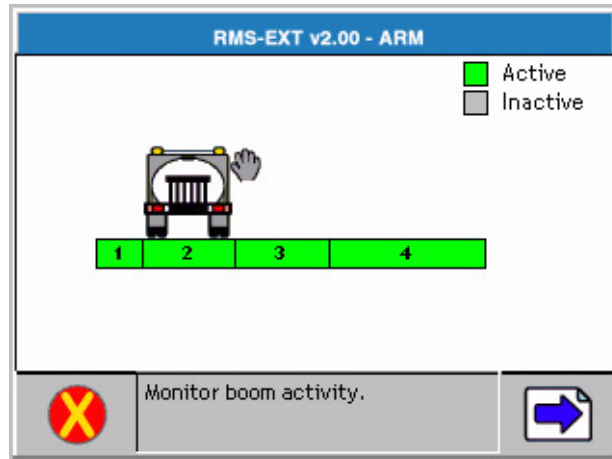 RMS-EXT v2.00 - ARM
Active
Inactive
1 2 3 4
Monitor boom activity.